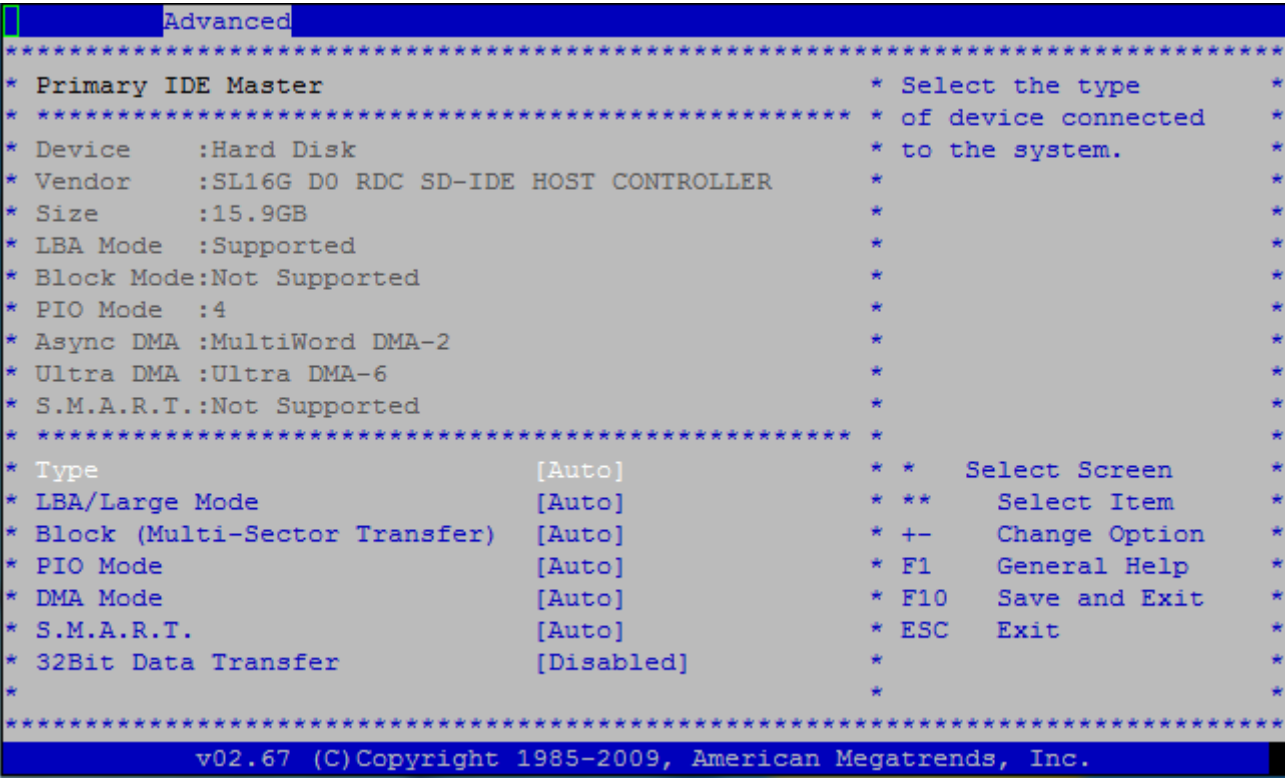 Advanced
********************************************************************************
* Primary IDE Master * Select the type *
* *************************************************** * of device connected *
* Device :Hard Disk * to the system. *
* Vendor :SL16G D0 RDC SD-IDE HOST CONTROLLER * *
* Size :15.9GB * *
* LBA Mode :Supported * *
* Block Mode:Not Supported * *
* PIO Mode :4 * *
* Async DMA :MultiWord DMA-2 * *
* Ultra DMA :Ultra DMA-6 * *
* S.M.A.R.T.:Not Supported * *
* *************************************************** * *
* Type [Auto] * * Select Screen *
* LBA/Large Mode [Auto] * ** Select Item *
* Block (Multi-Sector Transfer) [Auto] * +- Change Option *
* PIO Mode [Auto] * F1 General Help *
* DMA Mode [Auto] * F10 Save and Exit *
* S.M.A.R.T. [Auto] * ESC Exit *
* 32Bit Data Transfer [Disabled] * *
* * *
********************************************************************************
v02.67 (C)Copyright 1985-2009, American Megatrends, Inc.